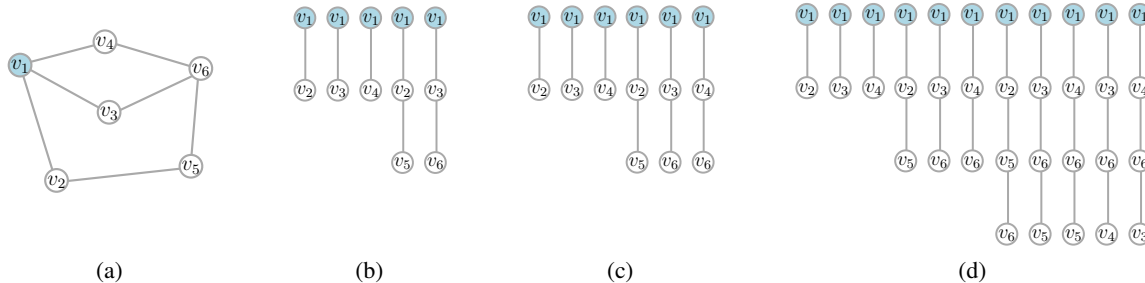 v₄
v₁
v₆
v₃
v₅
v₂
(a)
v₁ v₁ v₁ v₁ v₁
v₂ v₃ v₄ v₂ v₃
v₅ v₆
(b)
v₁ v₁ v₁ v₁ v₁ v₁
v₂ v₃ v₄ v₂ v₃ v₄
v₅ v₆ v₆
(c)
v₁ v₁ v₁ v₁ v₁ v₁ v₁ v₁ v₁ v₁ v₁
v₂ v₃ v₄ v₂ v₃ v₄ v₂ v₃ v₄ v₃ v₄
v₅ v₆ v₆ v₅ v₆ v₆ v₆ v₆
v₆ v₅ v₅ v₄ v₃
(d)